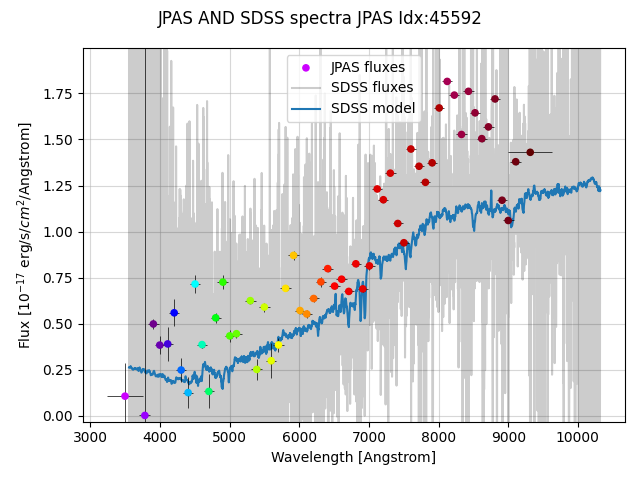 JPAS AND SDSS spectra JPAS Idx:45592
JPAS fluxes
SDSS fluxes
SDSS model
1.75
1.50
1.25
1.00
0.75
0.50
0.25
0.00
Flux [10⁻¹⁷ erg/s/cm²/Angstrom]
3000 4000 5000 6000 7000 8000 9000 10000
Wavelength [Angstrom]